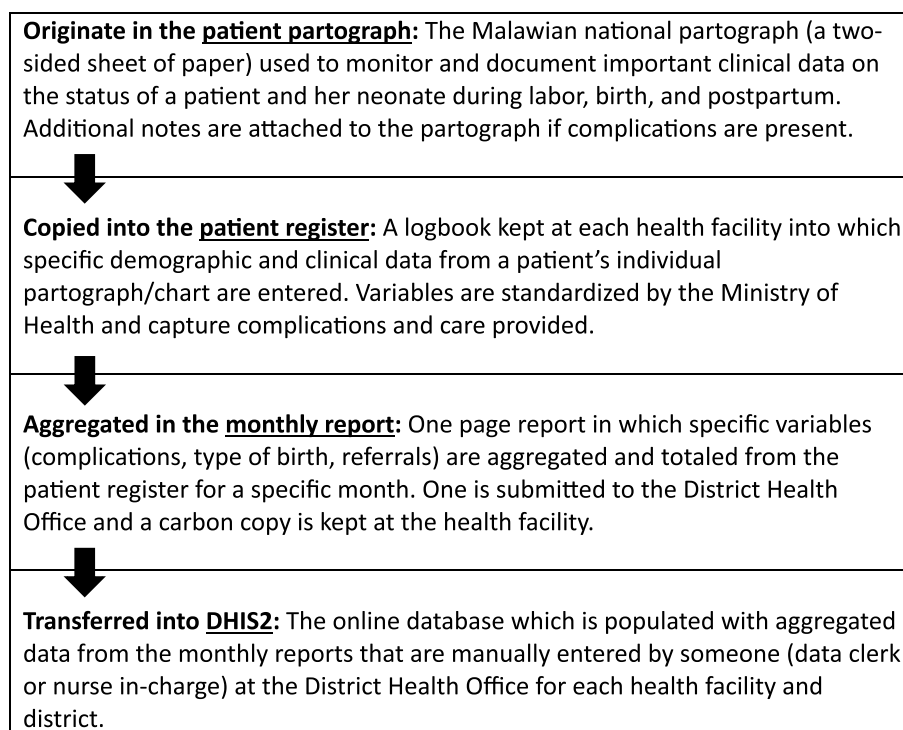 Originate in the patient partograph: The Malawian national partograph (a two-
sided sheet of paper) used to monitor and document important clinical data on
the status of a patient and her neonate during labor, birth, and postpartum.
Additional notes are attached to the partograph if complications are present.
Copied into the patient register: A logbook kept at each health facility into which
specific demographic and clinical data from a patient’s individual
partograph/chart are entered. Variables are standardized by the Ministry of
Health and capture complications and care provided.
Aggregated in the monthly report: One page report in which specific variables
(complications, type of birth, referrals) are aggregated and totaled from the
patient register for a specific month. One is submitted to the District Health
Office and a carbon copy is kept at the health facility.
Transferred into DHIS2: The online database which is populated with aggregated
data from the monthly reports that are manually entered by someone (data clerk
or nurse in-charge) at the District Health Office for each health facility and
district.